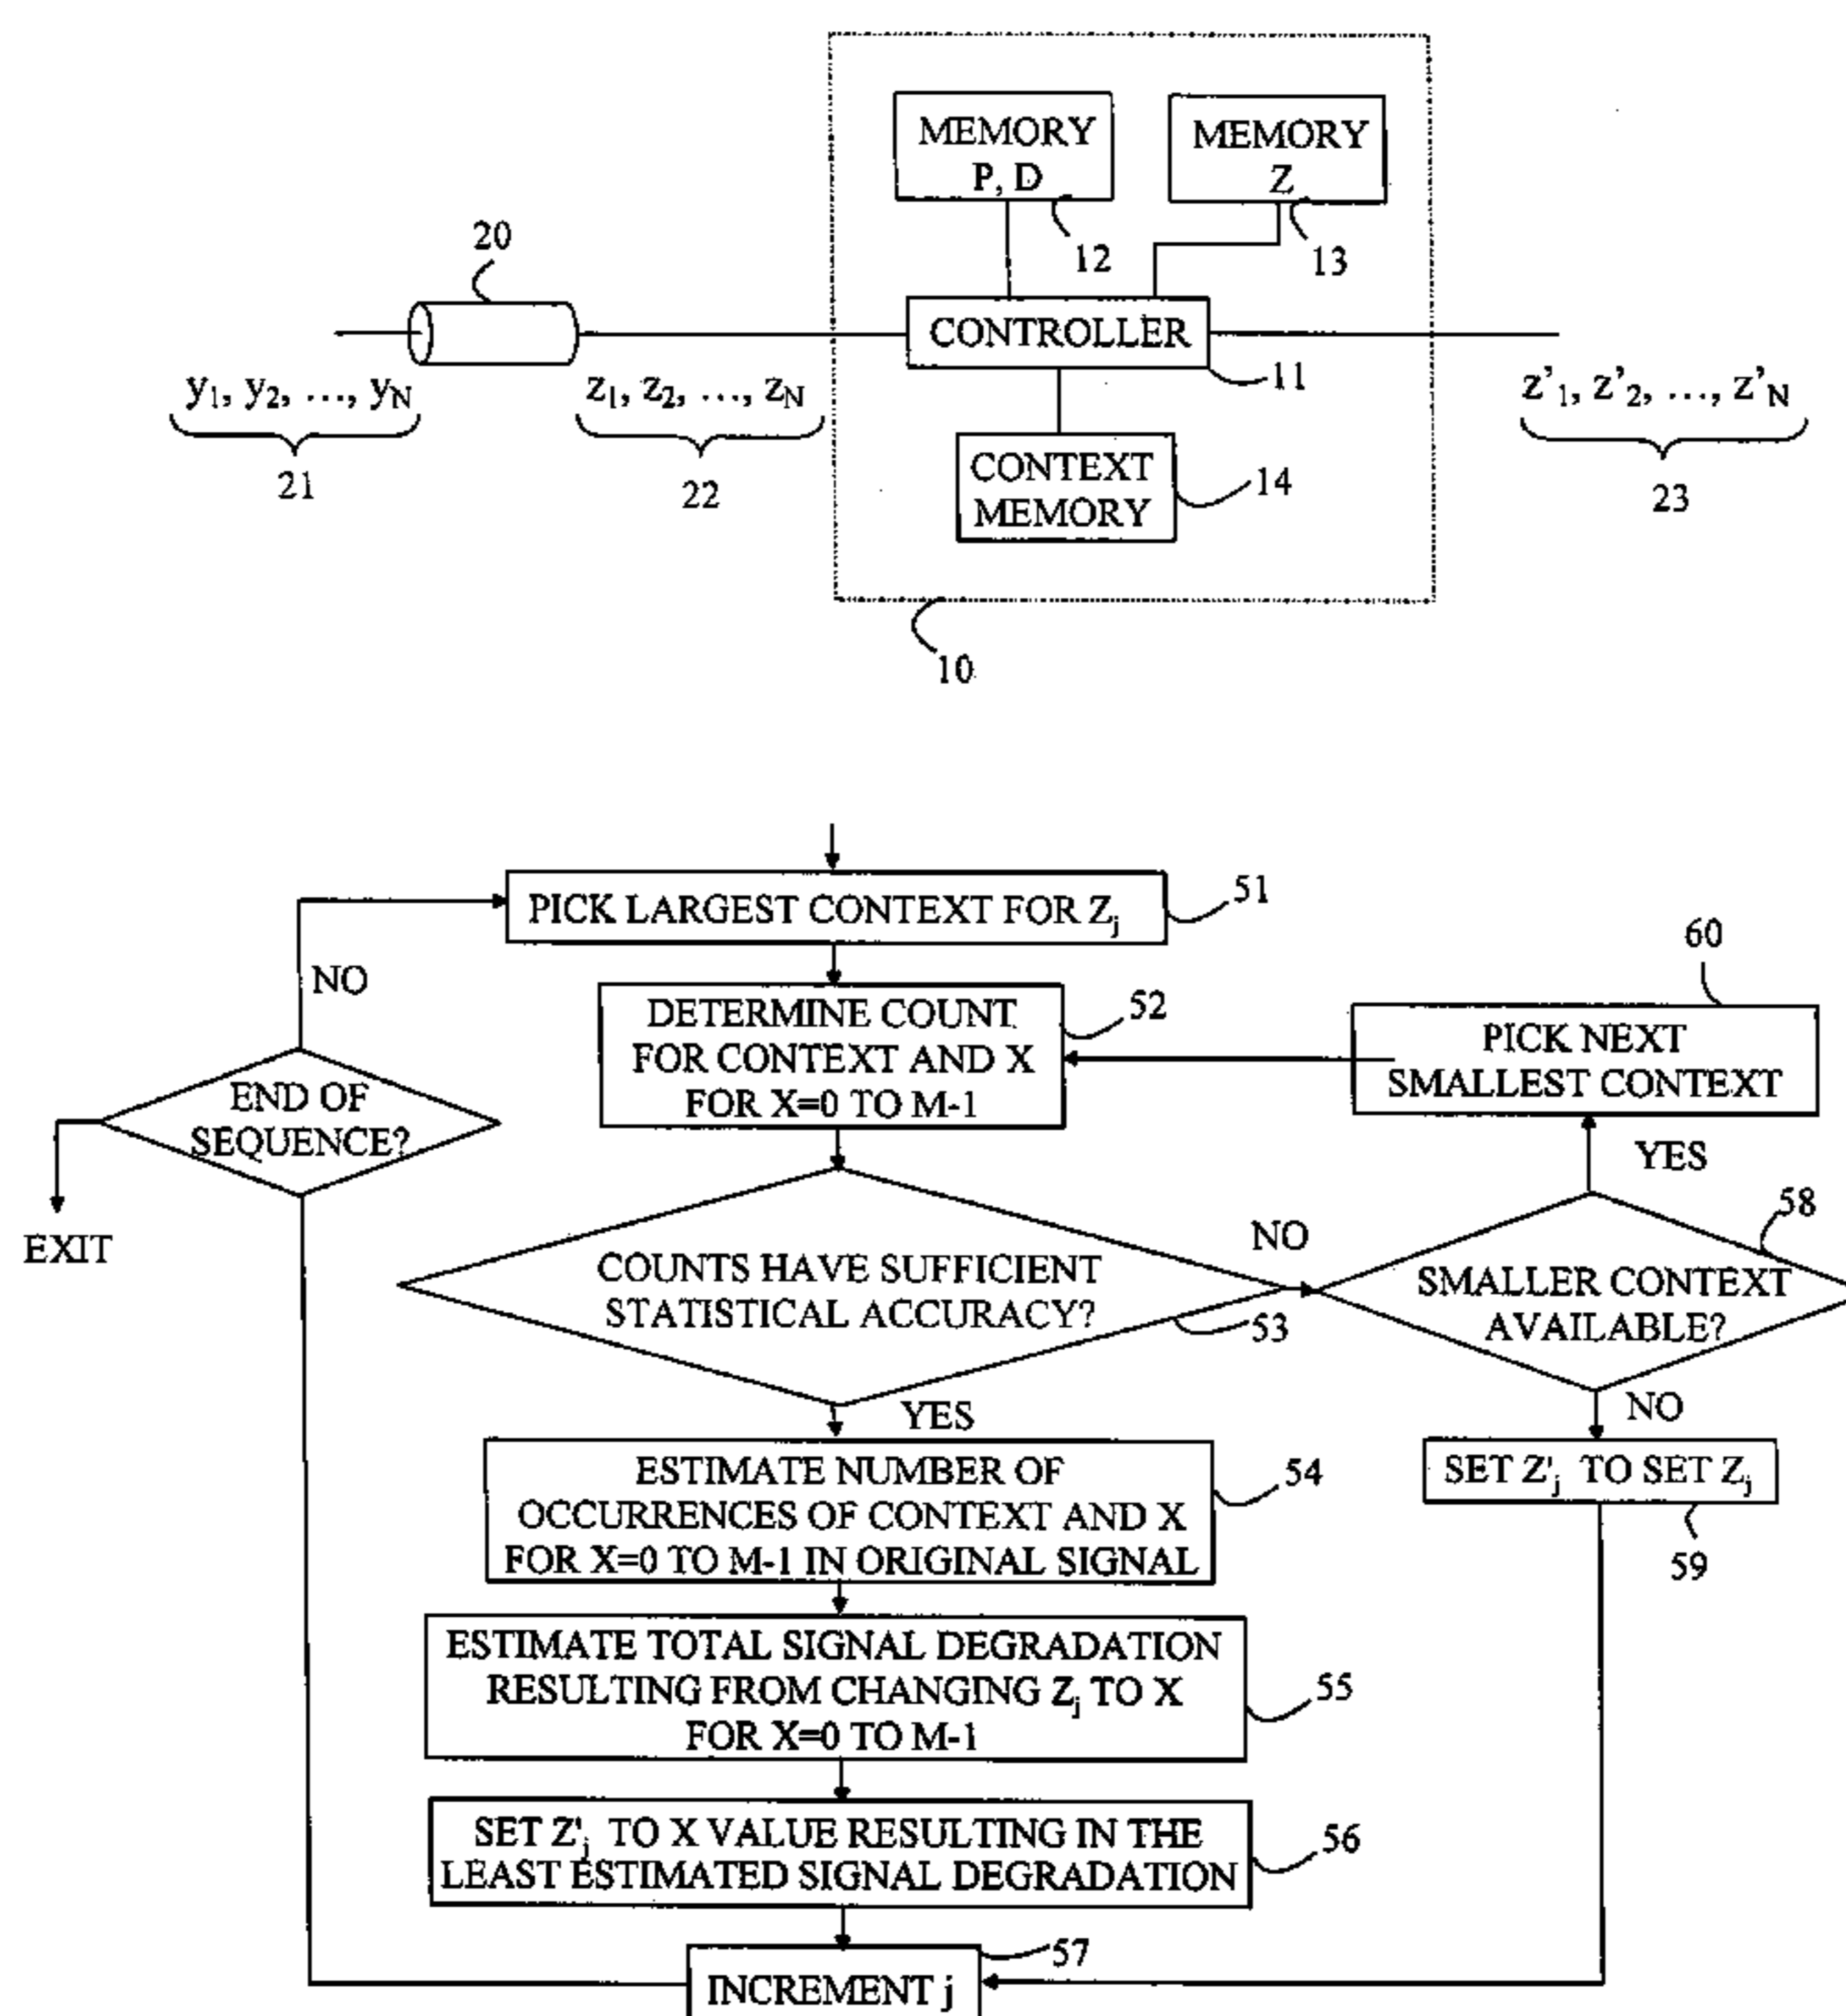 MEMORY
P, D
MEMORY
Z
20
12
13
CONTROLLER
11
y1, y2, ..., yN
z1, z2, ..., zN
z'1, z'2, ..., z'N
21
22
CONTEXT
MEMORY
14
23
10
PICK LARGEST CONTEXT FOR Zj
51
60
NO
DETERMINE COUNT
FOR CONTEXT AND X
FOR X=0 TO M-1
52
PICK NEXT
SMALLEST CONTEXT
END OF
SEQUENCE?
YES
58
EXIT
NO
COUNTS HAVE SUFFICIENT
STATISTICAL ACCURACY?
53
SMALLER CONTEXT
AVAILABLE?
YES
NO
ESTIMATE NUMBER OF
OCCURRENCES OF CONTEXT AND X
FOR X=0 TO M-1 IN ORIGINAL SIGNAL
54
SET Z'j TO SET Zj
59
ESTIMATE TOTAL SIGNAL DEGRADATION
RESULTING FROM CHANGING Zj TO X
FOR X=0 TO M-1
55
SET Z'j TO X VALUE RESULTING IN THE
LEAST ESTIMATED SIGNAL DEGRADATION
56
57
INCREMENT j